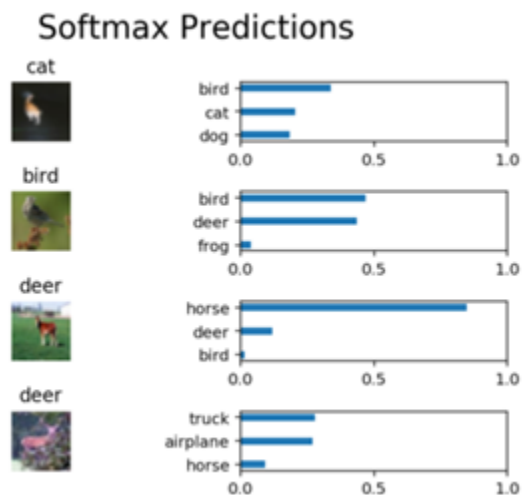 Softmax Predictions
cat
bird
cat
dog
0.0 0.5 1.0
bird
bird
deer
frog
0.0 0.5 1.0
deer
horse
deer
bird
0.0 0.5 1.0
deer
truck
airplane
horse
0.0 0.5 1.0